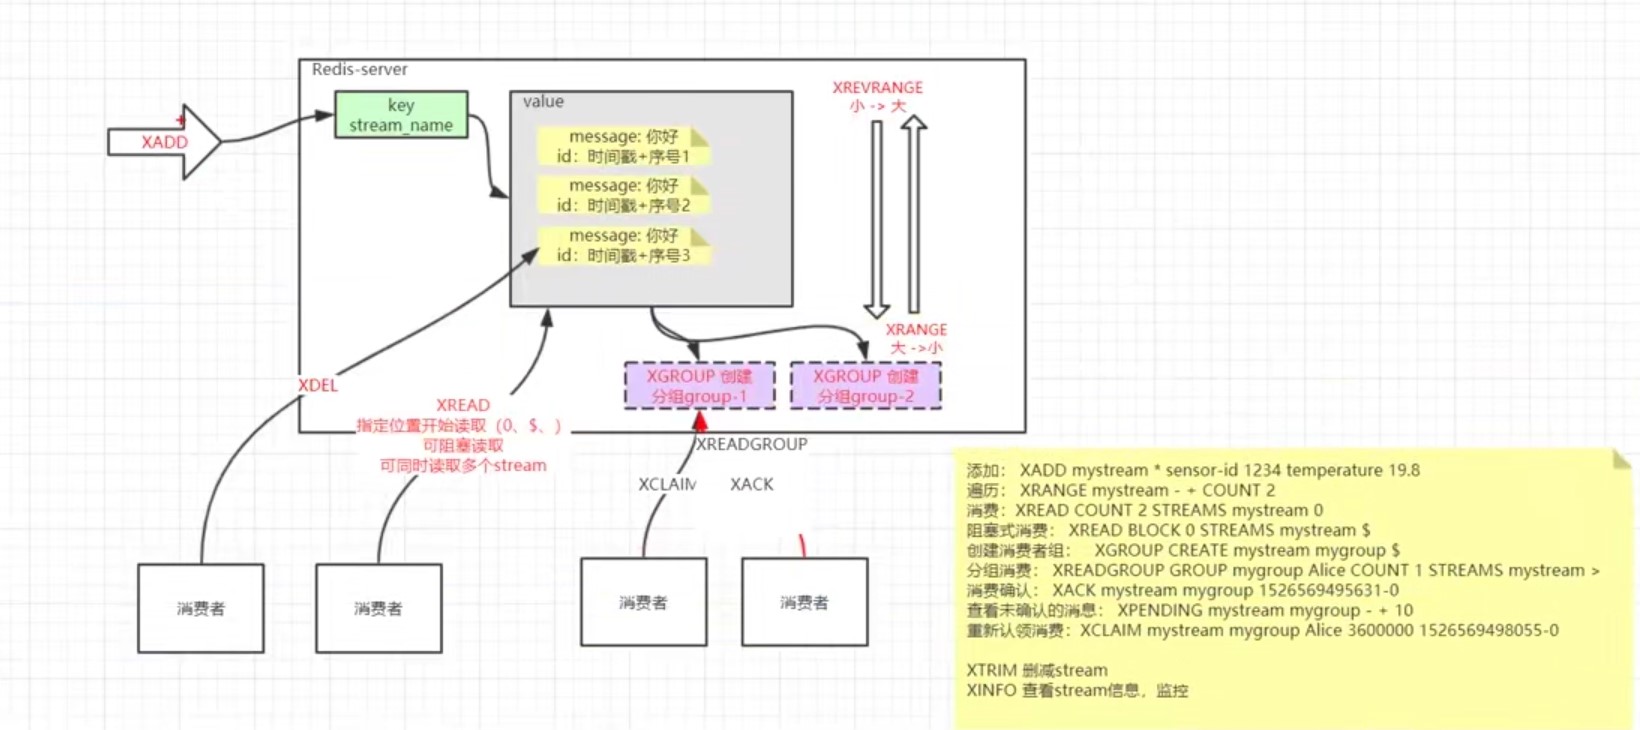 Redis-server
XADD
key
stream_name
value
message: 你好
id：时间戳+序号1
message: 你好
id：时间戳+序号2
message: 你好
id：时间戳+序号3
XREVRANGE
小 -> 大
XRANGE
大 ->小
XGROUP 创建
分组group-1
XGROUP 创建
分组group-2
XDEL
XREAD
指定位置开始读取（0、$、）
可阻塞读取
可同时读取多个stream
XREADGROUP
XCLAIM
XACK
消费者
消费者
消费者
消费者
添加： XADD mystream * sensor-id 1234 temperature 19.8
遍历： XRANGE mystream - + COUNT 2
消费：XREAD COUNT 2 STREAMS mystream 0
阻塞式消费： XREAD BLOCK 0 STREAMS mystream $
创建消费者组： XGROUP CREATE mystream mygroup $
分组消费： XREADGROUP GROUP mygroup Alice COUNT 1 STREAMS mystream >
消费确认： XACK mystream mygroup 1526569495631-0
查看未确认的消息： XPENDING mystream mygroup - + 10
重新认领消费：XCLAIM mystream mygroup Alice 3600000 1526569498055-0
XTRIM 删减stream
XINFO 查看stream信息，监控